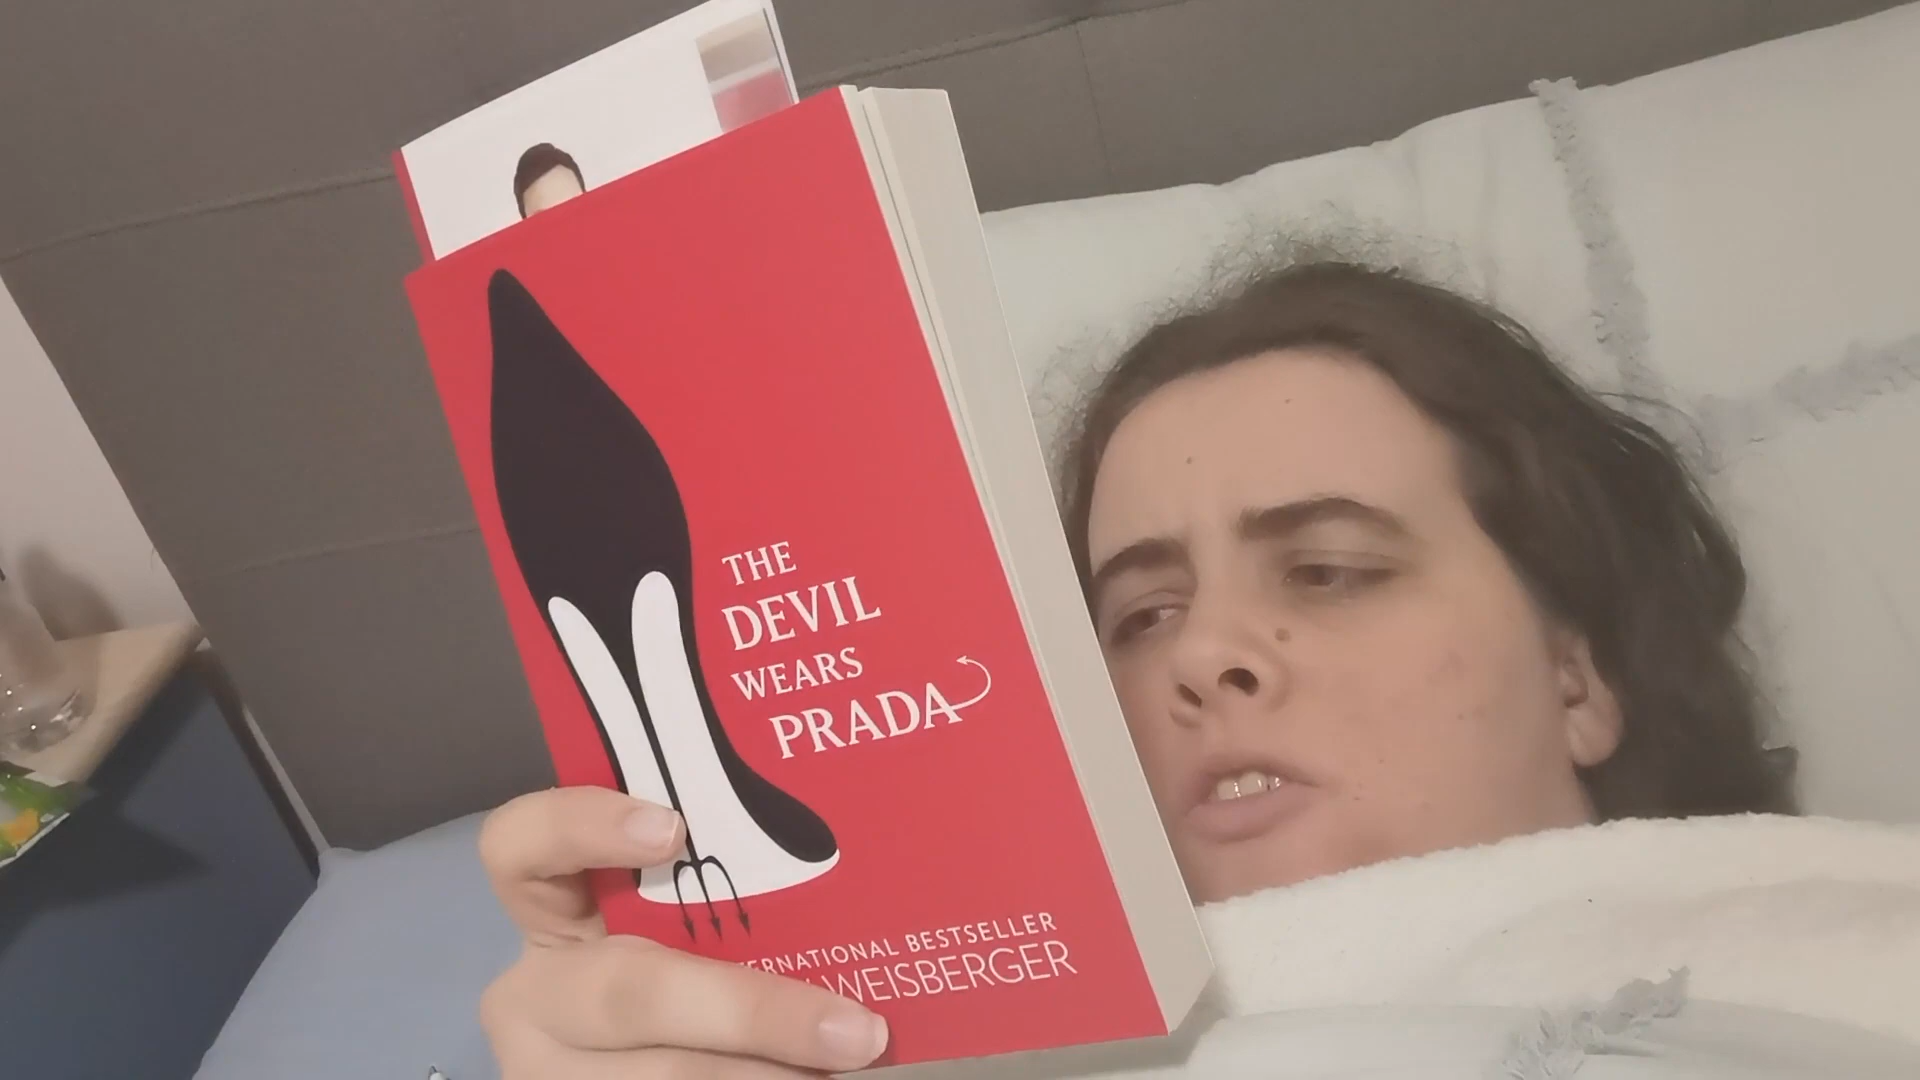 THE
DEVIL
WEARS
PRADA
ERNATIONAL BESTSELLER
WEISBERGER